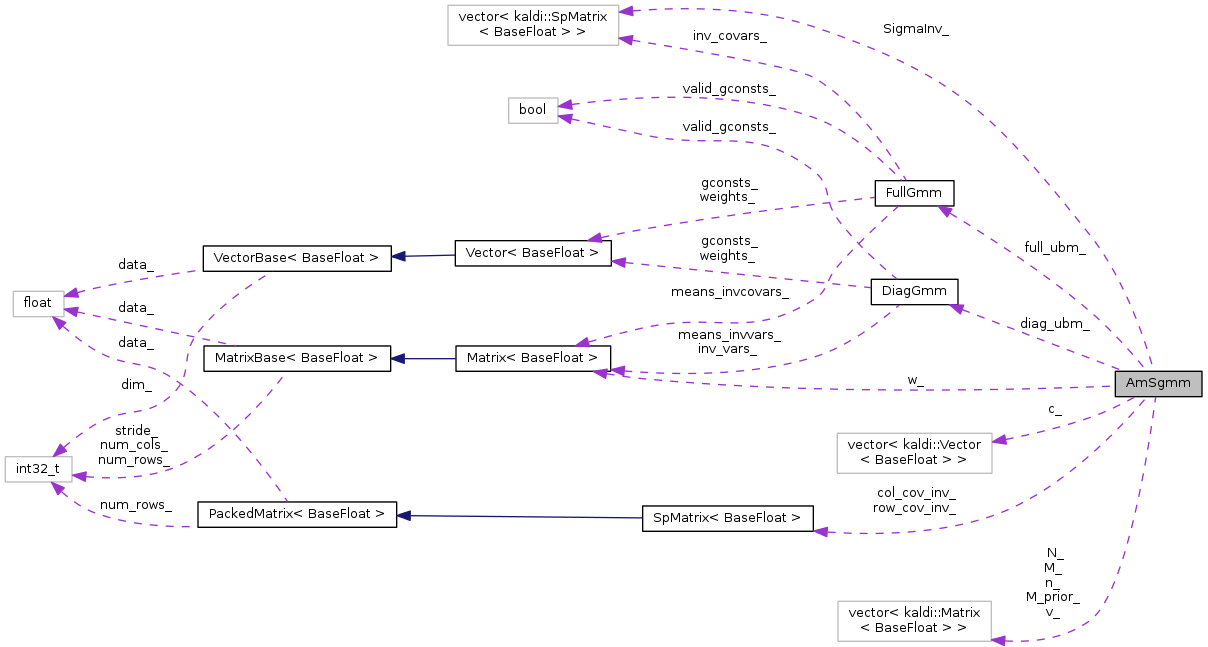 vector< kaldi::SpMatrix
< BaseFloat > >
SigmaInv_
inv_covars_
valid_gconsts_
bool
valid_gconsts_
gconsts_
weights_
FullGmm
full_ubm_
gconsts_
weights_
Vector< BaseFloat >
VectorBase< BaseFloat >
data_
float
data_
data_
means_invcovars_
DiagGmm
diag_ubm_
means_invvars_
inv_vars_
MatrixBase< BaseFloat >
Matrix< BaseFloat >
w_
AmSgmm
dim_
c_
stride_
num_cols_
num_rows_
int32_t
vector< kaldi::Vector
< BaseFloat > >
num_rows_
PackedMatrix< BaseFloat >
SpMatrix< BaseFloat >
col_cov_inv_
row_cov_inv_
N_
M_
n_
M_prior_
v_
vector< kaldi::Matrix
< BaseFloat > >